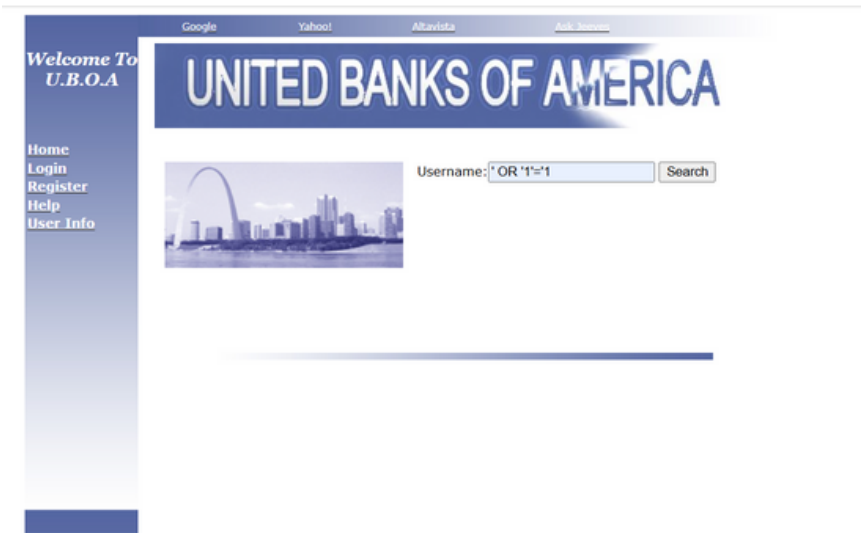 Google Yahoo! Altavista Ask Jeeves
Welcome To
U.B.O.A
UNITED BANKS OF AMERICA
Home
Login
Register
Help
User Info
Username: ' OR '1'='1 Search